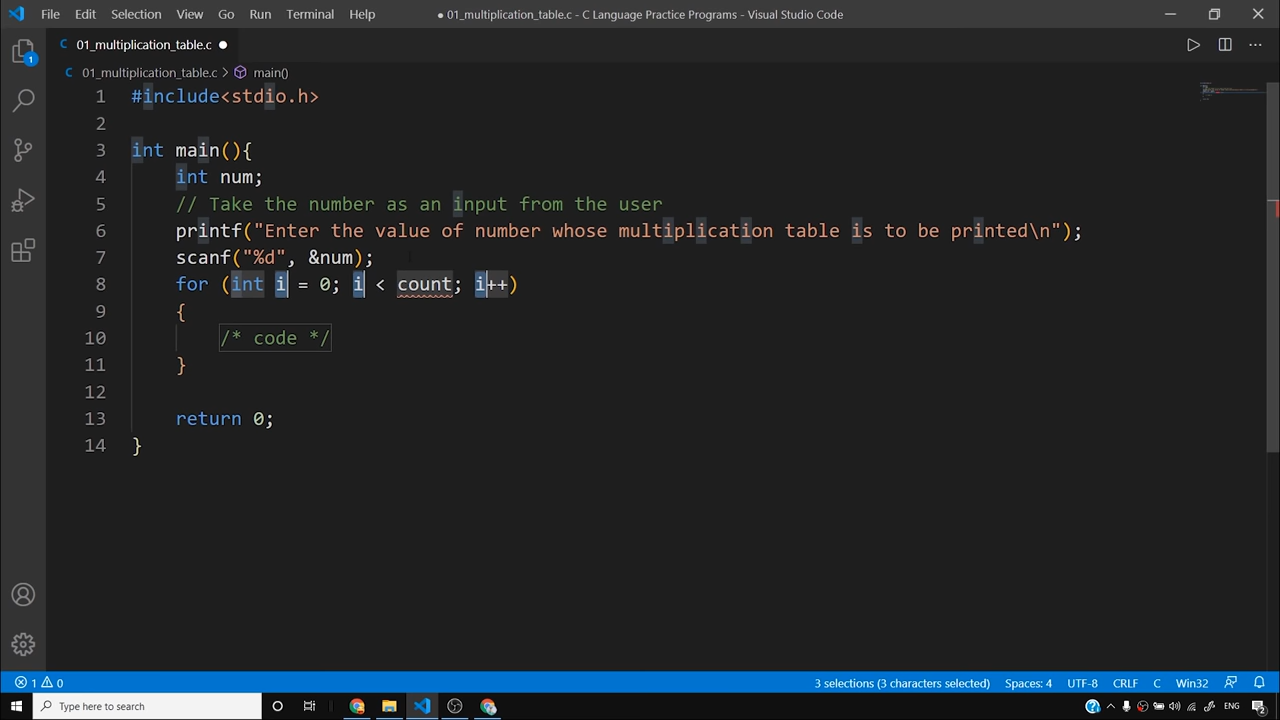 File Edit Selection View Go Run Terminal Help
● 01_multiplication_table.c - C Language Practice Programs - Visual Studio Code
C 01_multiplication_table.c ●
C 01_multiplication_table.c > main()
1 #include<stdio.h>
2
3 int main(){
4 int num;
5 // Take the number as an input from the user
6 printf("Enter the value of number whose multiplication table is to be printed\n");
7 scanf("%d", &num);
8 for (int i = 0; i < count; i++)
9 {
10 /* code */
11 }
12
13 return 0;
14 }
1
1 0
3 selections (3 characters selected) Spaces: 4 UTF-8 CRLF C Win32
Type here to search
ENG
2